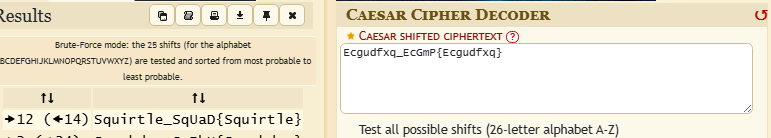 Results
Brute-Force mode: the 25 shifts (for the alphabet
BCDEFGHIJKLMNOPQRSTUVWXYZ) are tested and sorted from most probable to
least probable.
↑↓ ↑↓
➔12 (←14) Squirtle_SqUaD{Squirtle}
CAESAR CIPHER DECODER
★ CAESAR SHIFTED CIPHERTEXT ?
Ecgudfxq_EcGmP{Ecgudfxq}
Test all possible shifts (26-letter alphabet A-Z)